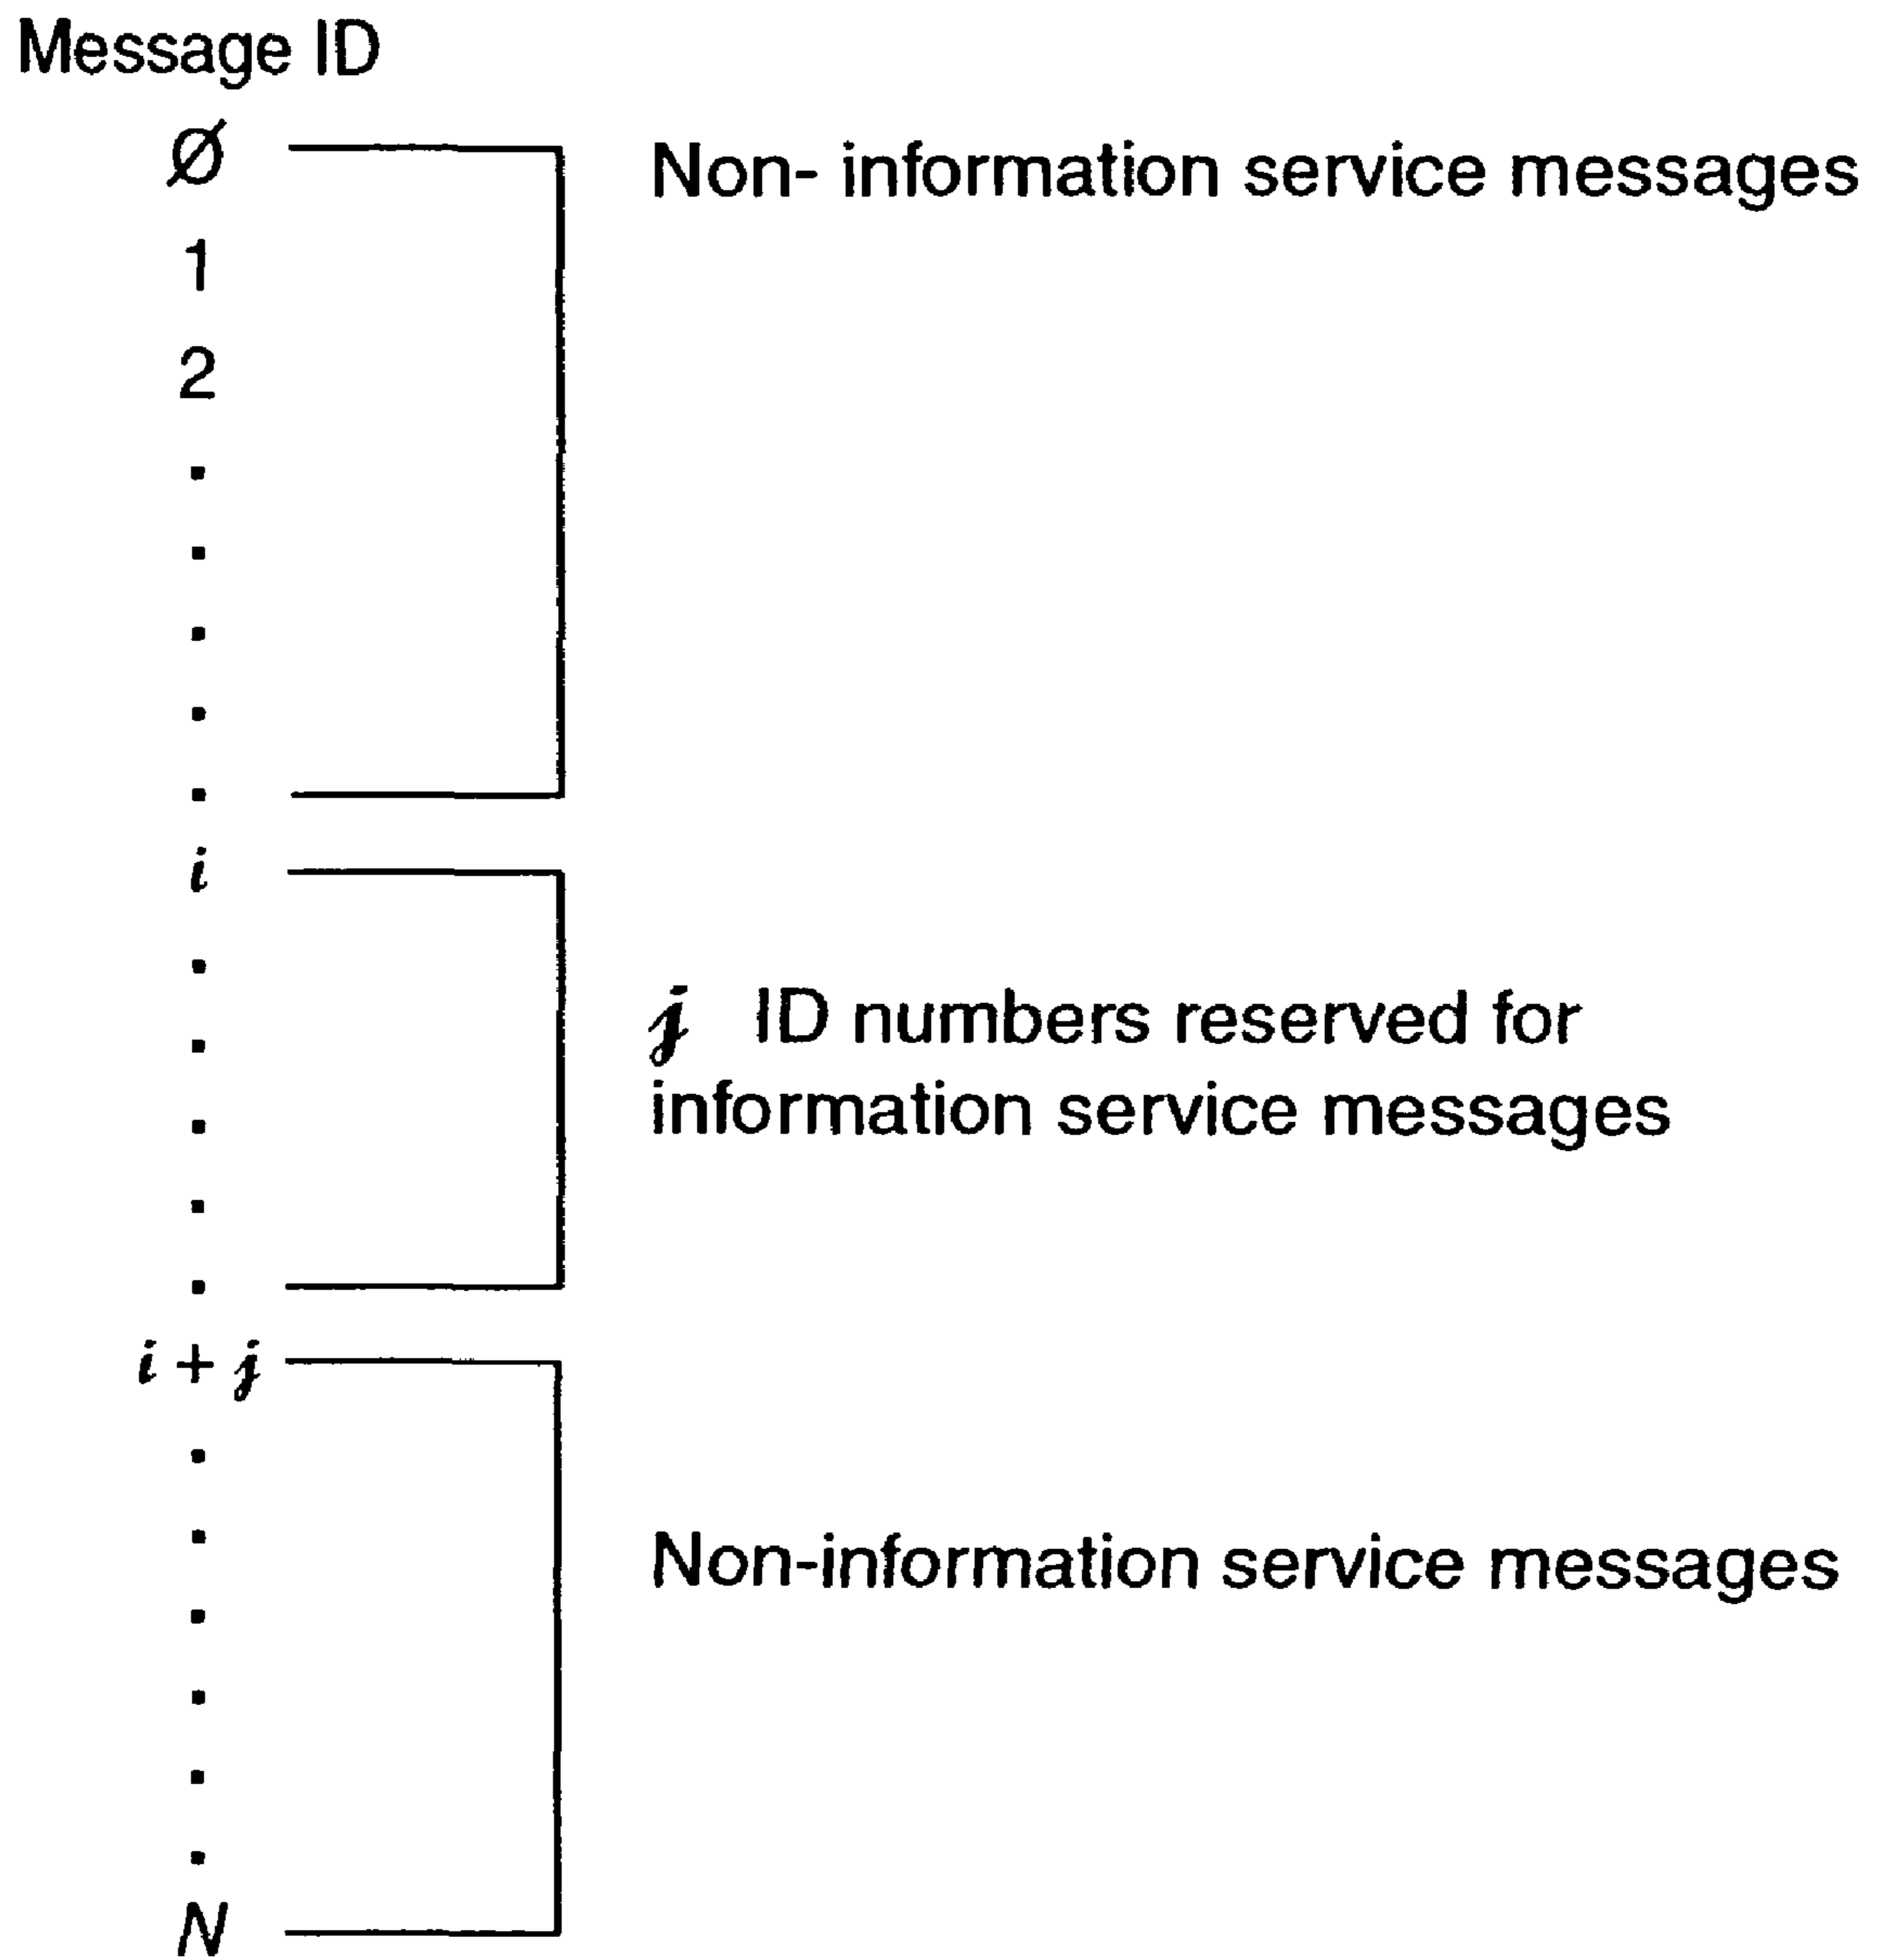 Message ID
Ø
Non- information service messages
1
2
.
.
.
.
.
i
.
.
j ID numbers reserved for
information service messages
.
.
.
i + j
.
.
Non-information service messages
.
.
.
.
N